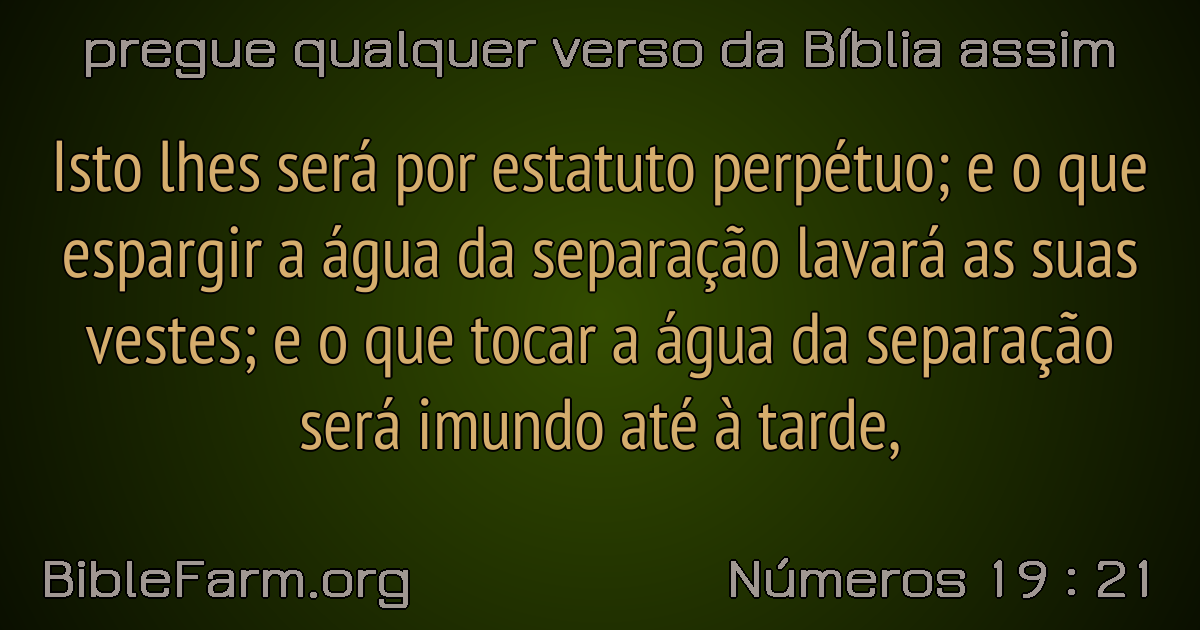 pregue qualquer verso da Bíblia assim
Isto lhes será por estatuto perpétuo; e o que
espargir a água da separação lavará as suas
vestes; e o que tocar a água da separação
será imundo até à tarde,
BibleFarm.org
Números 19 : 21